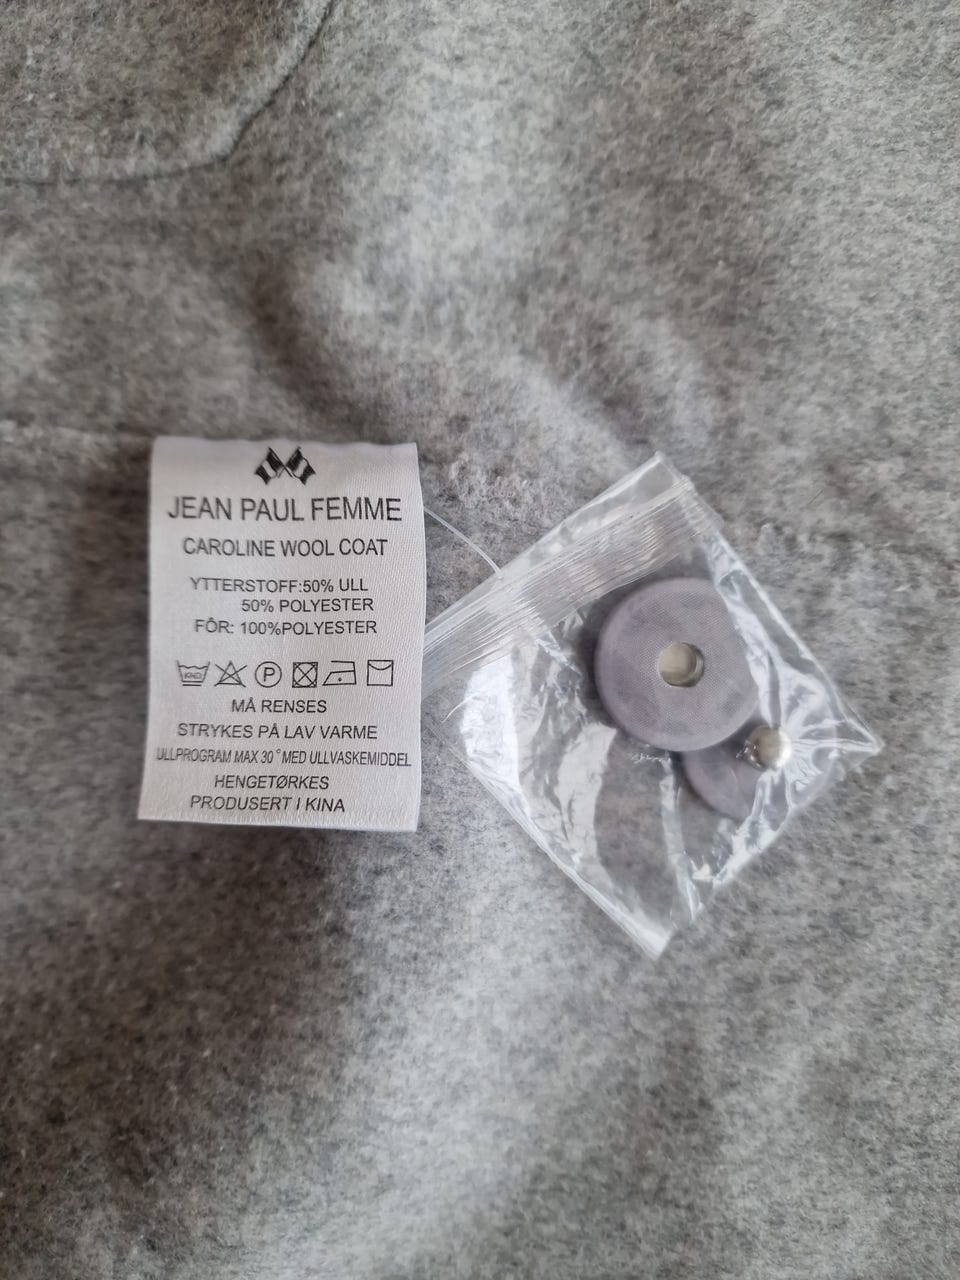 JEAN PAUL FEMME
CAROLINE WOOL COAT
YTTERSTOFF:50% ULL
50% POLYESTER
FÔR: 100%POLYESTER
P
MÅ RENSES
STRYKES PÅ LAV VARME
ULLPROGRAM MAX 30° MED ULLVASKEMIDDEL
HENGETØRKES
PRODUSERT I KINA